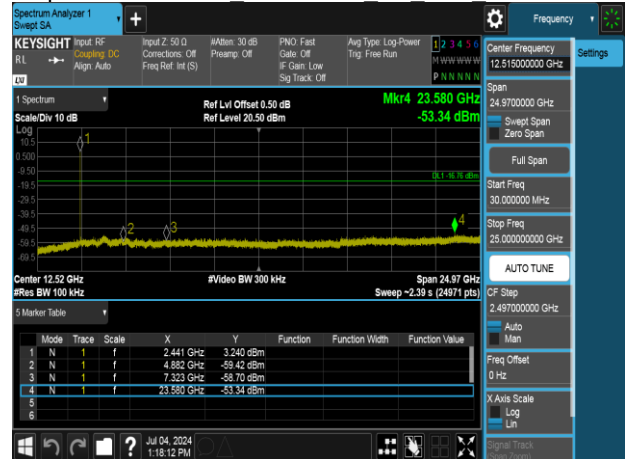 Spectrum Analyzer 1
Swept SA
+
Frequency
KEYSIGHT
RL
LXI
Input: RF
Coupling: DC
Align: Auto
Input Z: 50 Ω
Corrections: Off
Freq Ref: Int (S)
#Atten: 30 dB
Preamp: Off
PNO: Fast
Gate: Off
IF Gain: Low
Sig Track: Off
Avg Type: Log-Power
Trig: Free Run
1 2 3 4 5 6
M W W W W W
P N N N N N
1 Spectrum
Scale/Div 10 dB
Ref Lvl Offset 0.50 dB
Ref Level 20.50 dBm
Mkr4 23.580 GHz
-53.34 dBm
Log
10.5
0.500
-9.50
-19.5
-29.5
-39.5
-49.5
-59.5
-69.5
1
2
3
4
DL1 -16.76 dBm
Center 12.52 GHz
#Res BW 100 kHz
#Video BW 300 kHz
Span 24.97 GHz
Sweep ~2.39 s (24971 pts)
5 Marker Table
Mode Trace Scale X Y Function Function Width Function Value
1 N 1 f 2.441 GHz 3.240 dBm
2 N 1 f 4.882 GHz -59.42 dBm
3 N 1 f 7.323 GHz -58.70 dBm
4 N 1 f 23.580 GHz -53.34 dBm
5
6
?
Jul 04, 2024
1:18:12 PM
Center Frequency
12.515000000 GHz
Settings
Span
24.9700000 GHz
Swept Span
Zero Span
Full Span
Start Freq
30.000000 MHz
Stop Freq
25.000000000 GHz
AUTO TUNE
CF Step
2.497000000 GHz
Auto
Man
Freq Offset
0 Hz
X Axis Scale
Log
Lin
Signal Track
(Span Zoom)